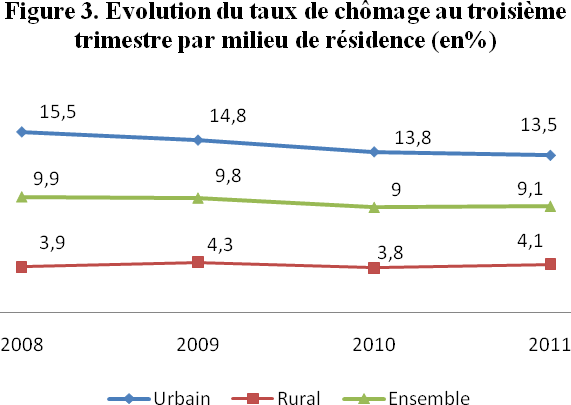 Figure 3. Evolution du taux de chômage au troisième
trimestre par milieu de résidence (en%)
15,5 14,8 13,8 13,5
9,9 9,8 9 9,1
3,9 4,3 3,8 4,1
2008 2009 2010 2011
Urbain Rural Ensemble